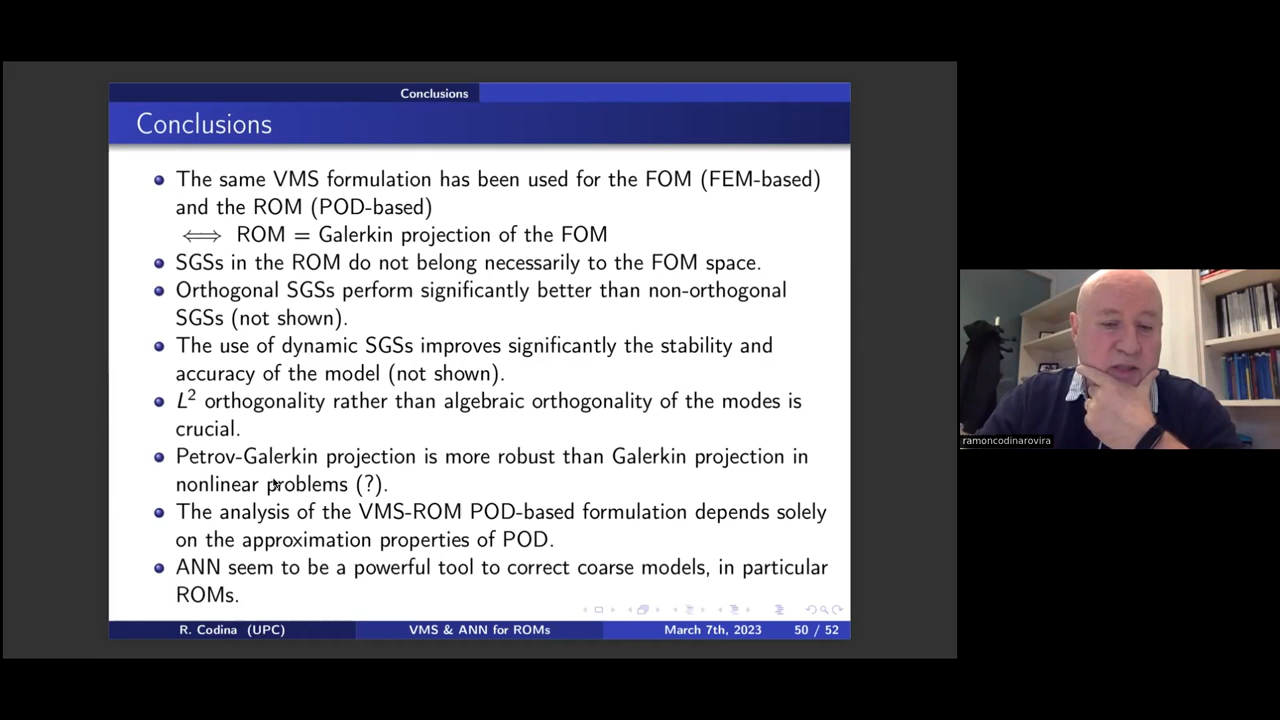 Conclusions
Conclusions
The same VMS formulation has been used for the FOM (FEM-based)
and the ROM (POD-based)
⟺ ROM = Galerkin projection of the FOM
SGSs in the ROM do not belong necessarily to the FOM space.
Orthogonal SGSs perform significantly better than non-orthogonal
SGSs (not shown).
The use of dynamic SGSs improves significantly the stability and
accuracy of the model (not shown).
L² orthogonality rather than algebraic orthogonality of the modes is
crucial.
Petrov-Galerkin projection is more robust than Galerkin projection in
nonlinear problems (?).
The analysis of the VMS-ROM POD-based formulation depends solely
on the approximation properties of POD.
ANN seem to be a powerful tool to correct coarse models, in particular
ROMs.
R. Codina (UPC) VMS & ANN for ROMs March 7th, 2023 50 / 52
ramoncodinarovira